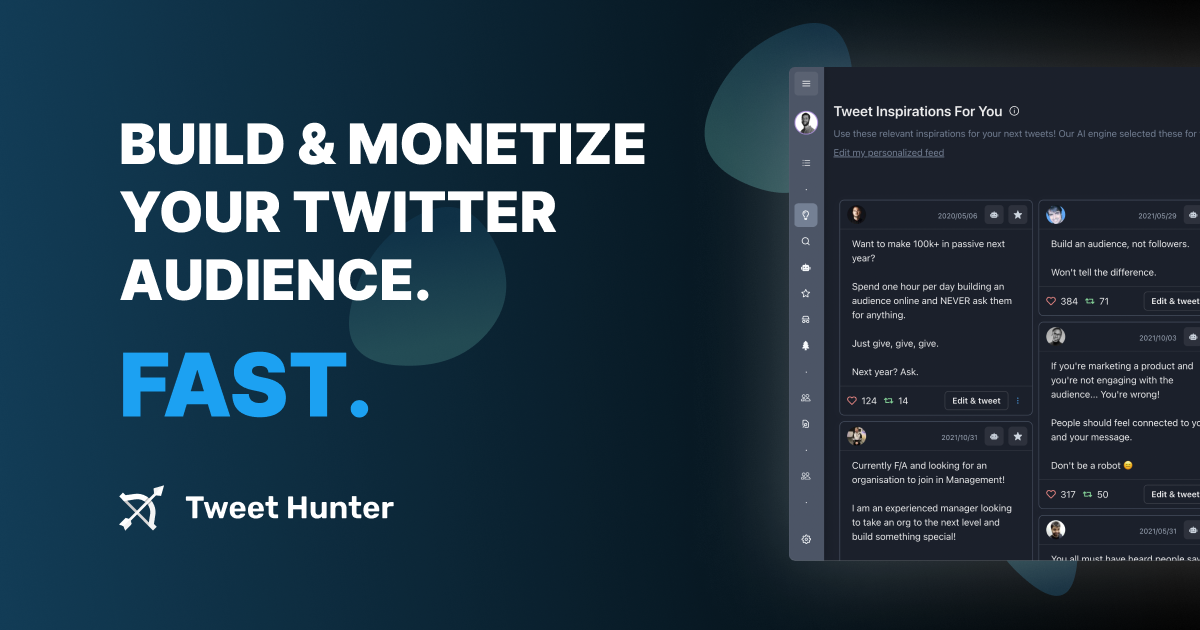 BUILD & MONETIZE
YOUR TWITTER
AUDIENCE.
FAST.
Tweet Hunter
Tweet Inspirations For You
Use these relevant inspirations for your next tweets! Our AI engine selected these for
Edit my personalized feed
2020/05/06
Want to make 100k+ in passive next
year?
Spend one hour per day building an
audience online and NEVER ask them
for anything.
Just give, give, give.
Next year? Ask.
124 14 Edit & tweet
2021/10/31
Currently F/A and looking for an
organisation to join in Management!
I am an experienced manager looking
to take an org to the next level and
build something special!
2021/05/29
Build an audience, not followers.
Won't tell the difference.
384 71 Edit & tweet
2021/10/03
If you're marketing a product and
you're not engaging with the
audience... You're wrong!
People should feel connected to yo
and your message.
Don't be a robot 😊
317 50 Edit & tweet
2021/05/31
You all must have heard people say